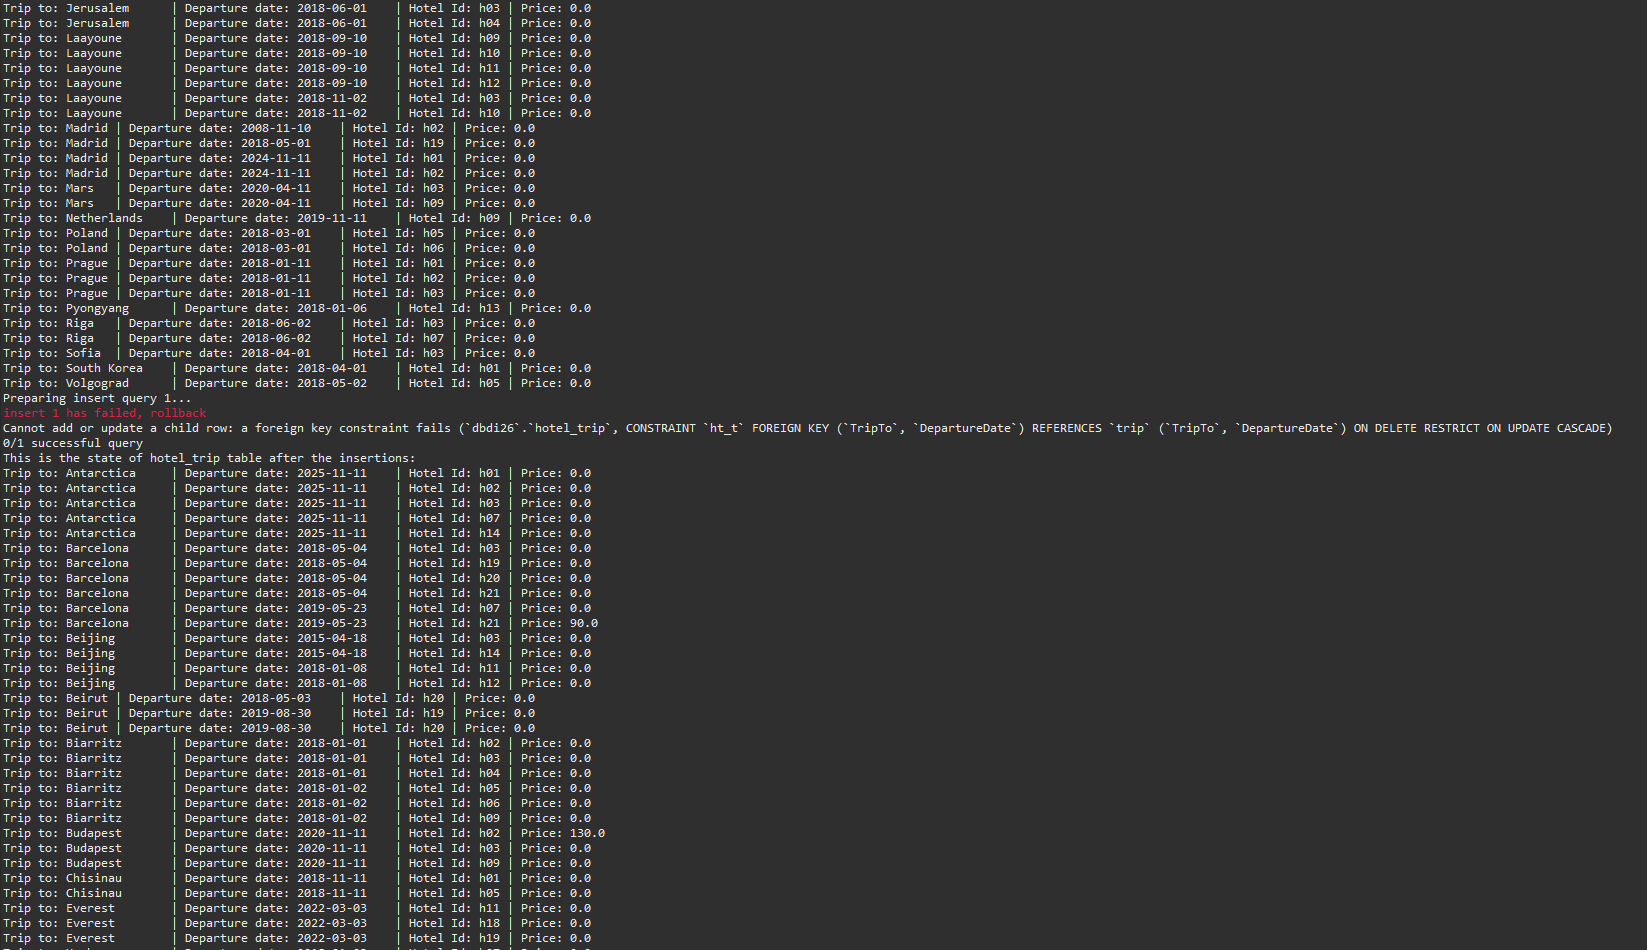 Trip to: Jerusalem | Departure date: 2018-06-01 | Hotel Id: h03 | Price: 0.0
Trip to: Jerusalem | Departure date: 2018-06-01 | Hotel Id: h04 | Price: 0.0
Trip to: Laayoune | Departure date: 2018-09-10 | Hotel Id: h09 | Price: 0.0
Trip to: Laayoune | Departure date: 2018-09-10 | Hotel Id: h10 | Price: 0.0
Trip to: Laayoune | Departure date: 2018-09-10 | Hotel Id: h11 | Price: 0.0
Trip to: Laayoune | Departure date: 2018-09-10 | Hotel Id: h12 | Price: 0.0
Trip to: Laayoune | Departure date: 2018-11-02 | Hotel Id: h03 | Price: 0.0
Trip to: Laayoune | Departure date: 2018-11-02 | Hotel Id: h10 | Price: 0.0
Trip to: Madrid | Departure date: 2008-11-10 | Hotel Id: h02 | Price: 0.0
Trip to: Madrid | Departure date: 2018-05-01 | Hotel Id: h19 | Price: 0.0
Trip to: Madrid | Departure date: 2024-11-11 | Hotel Id: h01 | Price: 0.0
Trip to: Madrid | Departure date: 2024-11-11 | Hotel Id: h02 | Price: 0.0
Trip to: Mars | Departure date: 2020-04-11 | Hotel Id: h03 | Price: 0.0
Trip to: Mars | Departure date: 2020-04-11 | Hotel Id: h09 | Price: 0.0
Trip to: Netherlands | Departure date: 2019-11-11 | Hotel Id: h09 | Price: 0.0
Trip to: Poland | Departure date: 2018-03-01 | Hotel Id: h05 | Price: 0.0
Trip to: Poland | Departure date: 2018-03-01 | Hotel Id: h06 | Price: 0.0
Trip to: Prague | Departure date: 2018-01-11 | Hotel Id: h01 | Price: 0.0
Trip to: Prague | Departure date: 2018-01-11 | Hotel Id: h02 | Price: 0.0
Trip to: Prague | Departure date: 2018-01-11 | Hotel Id: h03 | Price: 0.0
Trip to: Pyongyang | Departure date: 2018-01-06 | Hotel Id: h13 | Price: 0.0
Trip to: Riga | Departure date: 2018-06-02 | Hotel Id: h03 | Price: 0.0
Trip to: Riga | Departure date: 2018-06-02 | Hotel Id: h07 | Price: 0.0
Trip to: Sofia | Departure date: 2018-04-01 | Hotel Id: h03 | Price: 0.0
Trip to: South Korea | Departure date: 2018-04-01 | Hotel Id: h01 | Price: 0.0
Trip to: Volgograd | Departure date: 2018-05-02 | Hotel Id: h05 | Price: 0.0
Preparing insert query 1...
insert 1 has failed, rollback
Cannot add or update a child row: a foreign key constraint fails (`dbdi26`.`hotel_trip`, CONSTRAINT `ht_t` FOREIGN KEY (`TripTo`, `DepartureDate`) REFERENCES `trip` (`TripTo`, `DepartureDate`) ON DELETE RESTRICT ON UPDATE CASCADE)
0/1 successful query
This is the state of hotel_trip table after the insertions:
Trip to: Antarctica | Departure date: 2025-11-11 | Hotel Id: h01 | Price: 0.0
Trip to: Antarctica | Departure date: 2025-11-11 | Hotel Id: h02 | Price: 0.0
Trip to: Antarctica | Departure date: 2025-11-11 | Hotel Id: h03 | Price: 0.0
Trip to: Antarctica | Departure date: 2025-11-11 | Hotel Id: h07 | Price: 0.0
Trip to: Antarctica | Departure date: 2025-11-11 | Hotel Id: h14 | Price: 0.0
Trip to: Barcelona | Departure date: 2018-05-04 | Hotel Id: h03 | Price: 0.0
Trip to: Barcelona | Departure date: 2018-05-04 | Hotel Id: h19 | Price: 0.0
Trip to: Barcelona | Departure date: 2018-05-04 | Hotel Id: h20 | Price: 0.0
Trip to: Barcelona | Departure date: 2018-05-04 | Hotel Id: h21 | Price: 0.0
Trip to: Barcelona | Departure date: 2019-05-23 | Hotel Id: h07 | Price: 0.0
Trip to: Barcelona | Departure date: 2019-05-23 | Hotel Id: h21 | Price: 90.0
Trip to: Beijing | Departure date: 2015-04-18 | Hotel Id: h03 | Price: 0.0
Trip to: Beijing | Departure date: 2015-04-18 | Hotel Id: h14 | Price: 0.0
Trip to: Beijing | Departure date: 2018-01-08 | Hotel Id: h11 | Price: 0.0
Trip to: Beijing | Departure date: 2018-01-08 | Hotel Id: h12 | Price: 0.0
Trip to: Beirut | Departure date: 2018-05-03 | Hotel Id: h20 | Price: 0.0
Trip to: Beirut | Departure date: 2019-08-30 | Hotel Id: h19 | Price: 0.0
Trip to: Beirut | Departure date: 2019-08-30 | Hotel Id: h20 | Price: 0.0
Trip to: Biarritz | Departure date: 2018-01-01 | Hotel Id: h02 | Price: 0.0
Trip to: Biarritz | Departure date: 2018-01-01 | Hotel Id: h03 | Price: 0.0
Trip to: Biarritz | Departure date: 2018-01-01 | Hotel Id: h04 | Price: 0.0
Trip to: Biarritz | Departure date: 2018-01-02 | Hotel Id: h05 | Price: 0.0
Trip to: Biarritz | Departure date: 2018-01-02 | Hotel Id: h06 | Price: 0.0
Trip to: Biarritz | Departure date: 2018-01-02 | Hotel Id: h09 | Price: 0.0
Trip to: Budapest | Departure date: 2020-11-11 | Hotel Id: h02 | Price: 130.0
Trip to: Budapest | Departure date: 2020-11-11 | Hotel Id: h03 | Price: 0.0
Trip to: Budapest | Departure date: 2020-11-11 | Hotel Id: h09 | Price: 0.0
Trip to: Chisinau | Departure date: 2018-11-11 | Hotel Id: h01 | Price: 0.0
Trip to: Chisinau | Departure date: 2018-11-11 | Hotel Id: h05 | Price: 0.0
Trip to: Everest | Departure date: 2022-03-03 | Hotel Id: h11 | Price: 0.0
Trip to: Everest | Departure date: 2022-03-03 | Hotel Id: h18 | Price: 0.0
Trip to: Everest | Departure date: 2022-03-03 | Hotel Id: h19 | Price: 0.0